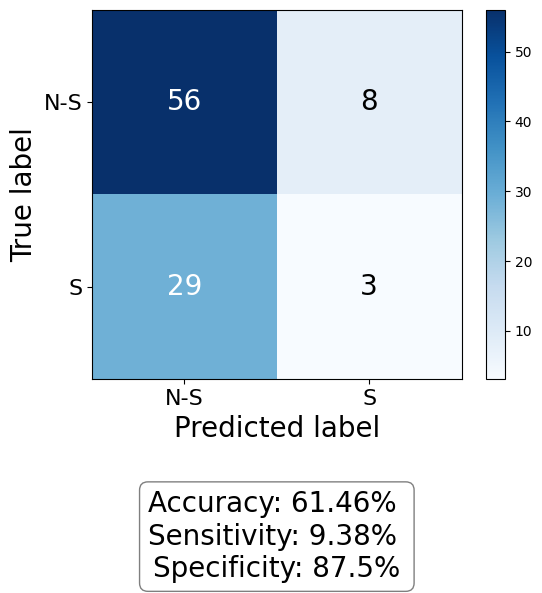 True label
N-S
56
8
S
29
3
N-S
S
Predicted label
50
40
30
20
10
Accuracy: 61.46%
Sensitivity: 9.38%
Specificity: 87.5%